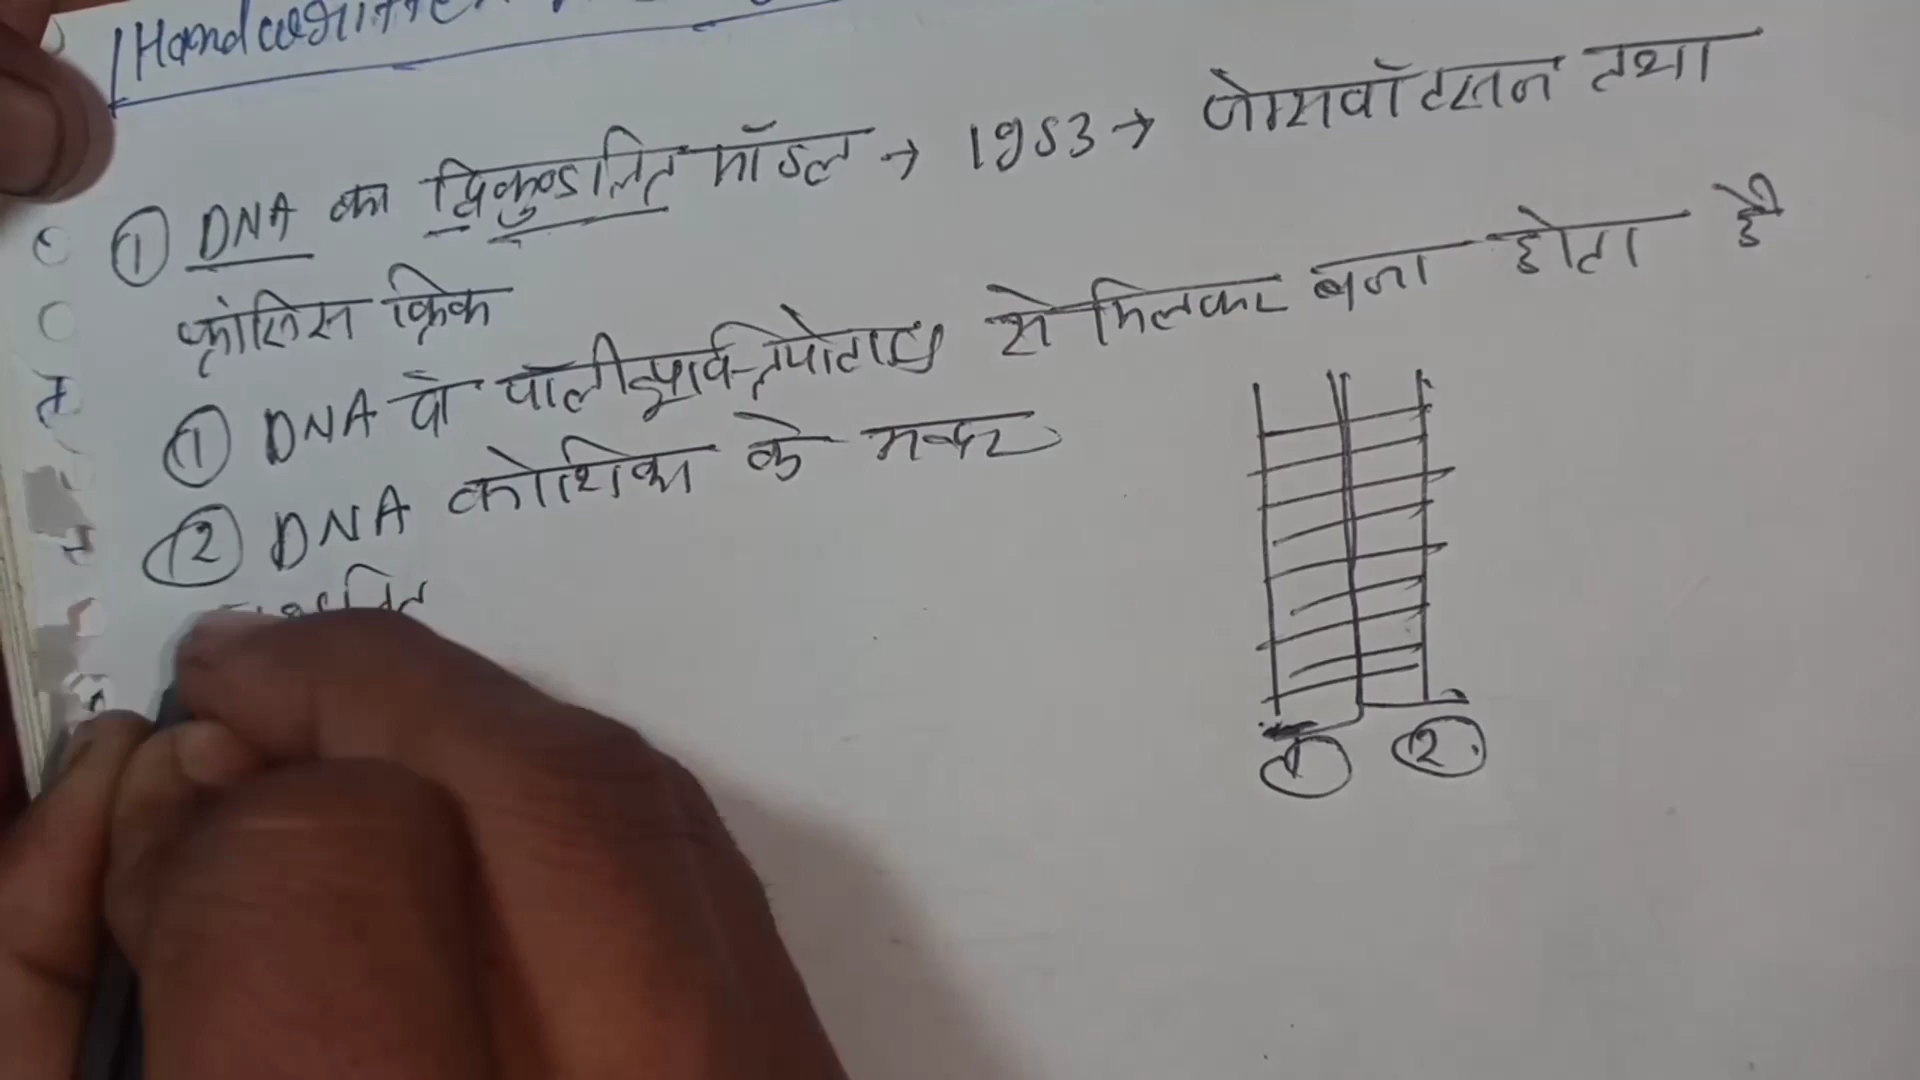 Handwritten
① DNA का द्विकुण्डलित मॉडल → 1953 → जेम्सवॉटसन तथा
फ्रांसिस क्रिक
① DNA दो से मिलकर बना होता है
② DNA कोशिका के अन्दर
① ②